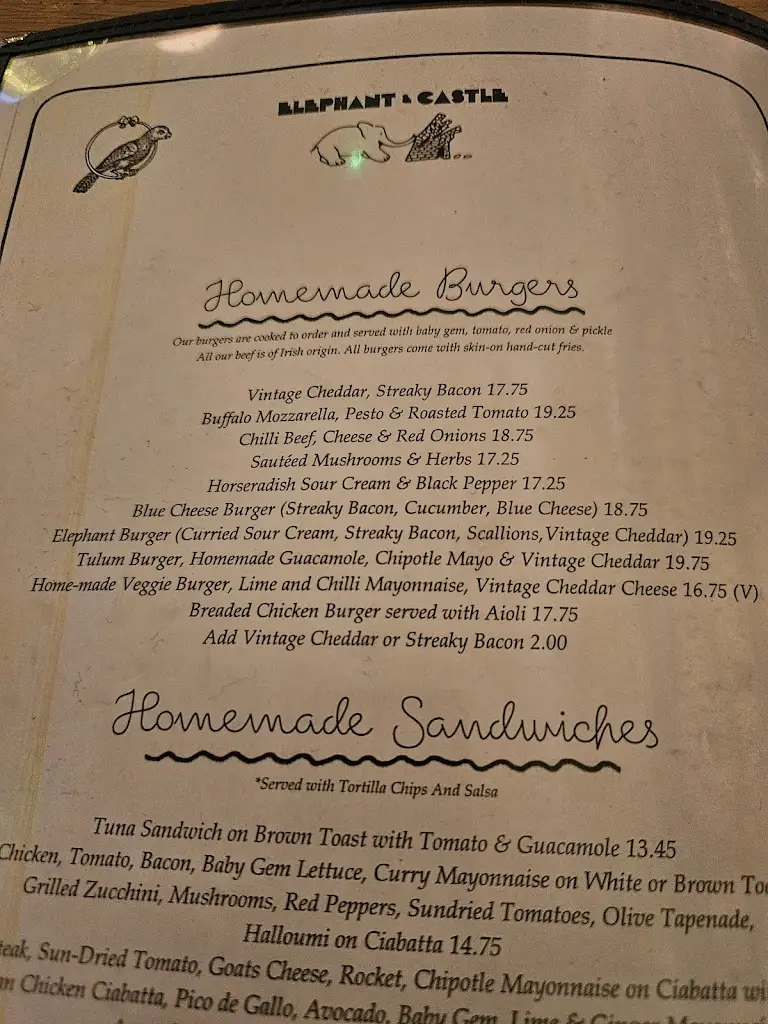 ELEPHANT & CASTLE
Homemade Burgers
Our burgers are cooked to order and served with baby gem, tomato, red onion & pickle
All our beef is of Irish origin. All burgers come with skin-on hand-cut fries.
Vintage Cheddar, Streaky Bacon 17.75
Buffalo Mozzarella, Pesto & Roasted Tomato 19.25
Chilli Beef, Cheese & Red Onions 18.75
Sautéed Mushrooms & Herbs 17.25
Horseradish Sour Cream & Black Pepper 17.25
Blue Cheese Burger (Streaky Bacon, Cucumber, Blue Cheese) 18.75
Elephant Burger (Curried Sour Cream, Streaky Bacon, Scallions,Vintage Cheddar) 19.25
Tulum Burger, Homemade Guacamole, Chipotle Mayo & Vintage Cheddar 19.75
Home-made Veggie Burger, Lime and Chilli Mayonnaise, Vintage Cheddar Cheese 16.75 (V)
Breaded Chicken Burger served with Aioli 17.75
Add Vintage Cheddar or Streaky Bacon 2.00
Homemade Sandwiches
*Served with Tortilla Chips And Salsa
Tuna Sandwich on Brown Toast with Tomato & Guacamole 13.45
Chicken, Tomato, Bacon, Baby Gem Lettuce, Curry Mayonnaise on White or Brown
Grilled Zucchini, Mushrooms, Red Peppers, Sundried Tomatoes, Olive Tapenade,
Halloumi on Ciabatta 14.75
Sun-Dried Tomato, Goats Cheese, Rocket, Chipotle Mayonnaise on Ciabatta
Chicken Ciabatta, Pico de Gallo, Avocado, Baby Gem, Lime & Ginger